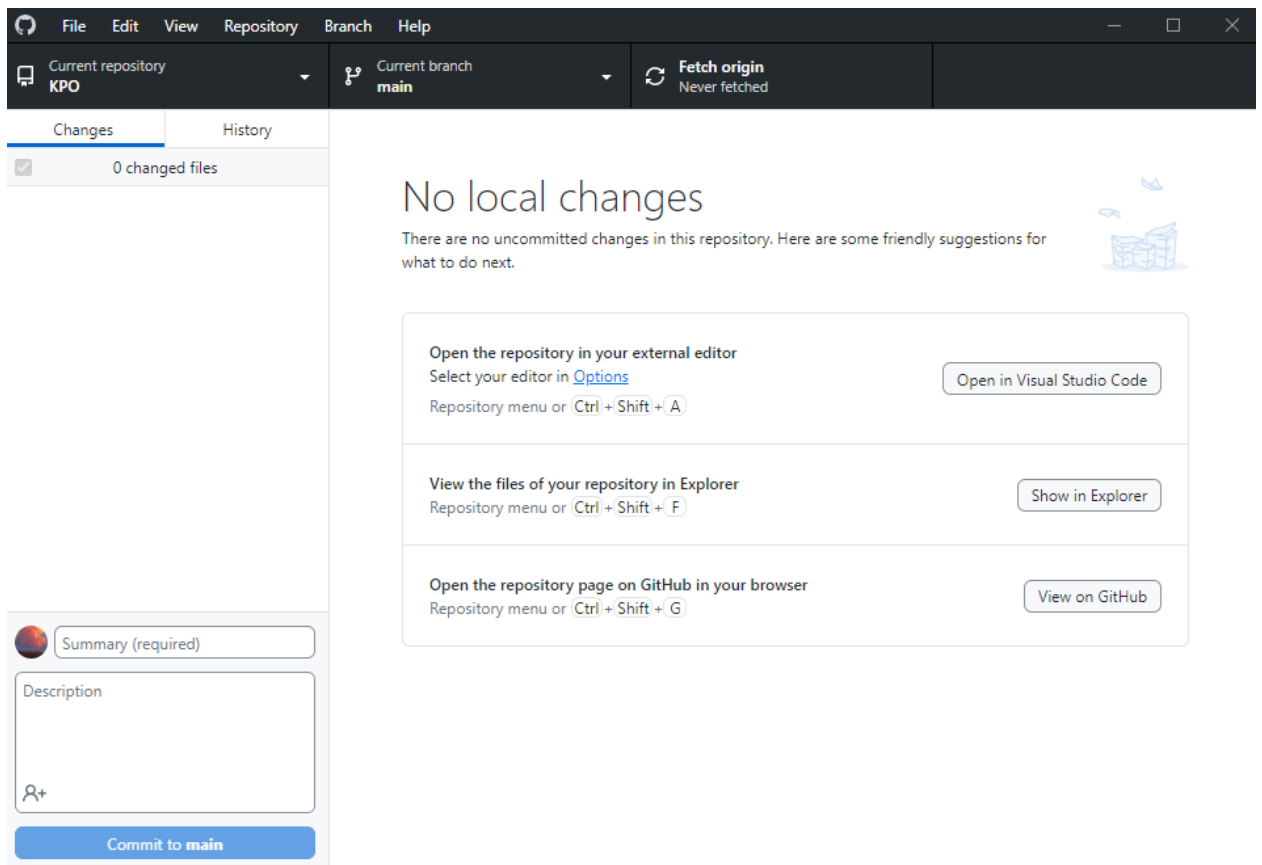 File Edit View Repository Branch Help
Current repository
KPO
Current branch
main
Fetch origin
Never fetched
Changes
History
0 changed files
No local changes
There are no uncommitted changes in this repository. Here are some friendly suggestions for
what to do next.
Open the repository in your external editor
Select your editor in Options
Repository menu or Ctrl + Shift + A
Open in Visual Studio Code
View the files of your repository in Explorer
Repository menu or Ctrl + Shift + F
Show in Explorer
Open the repository page on GitHub in your browser
Repository menu or Ctrl + Shift + G
View on GitHub
Summary (required)
Description
Commit to main